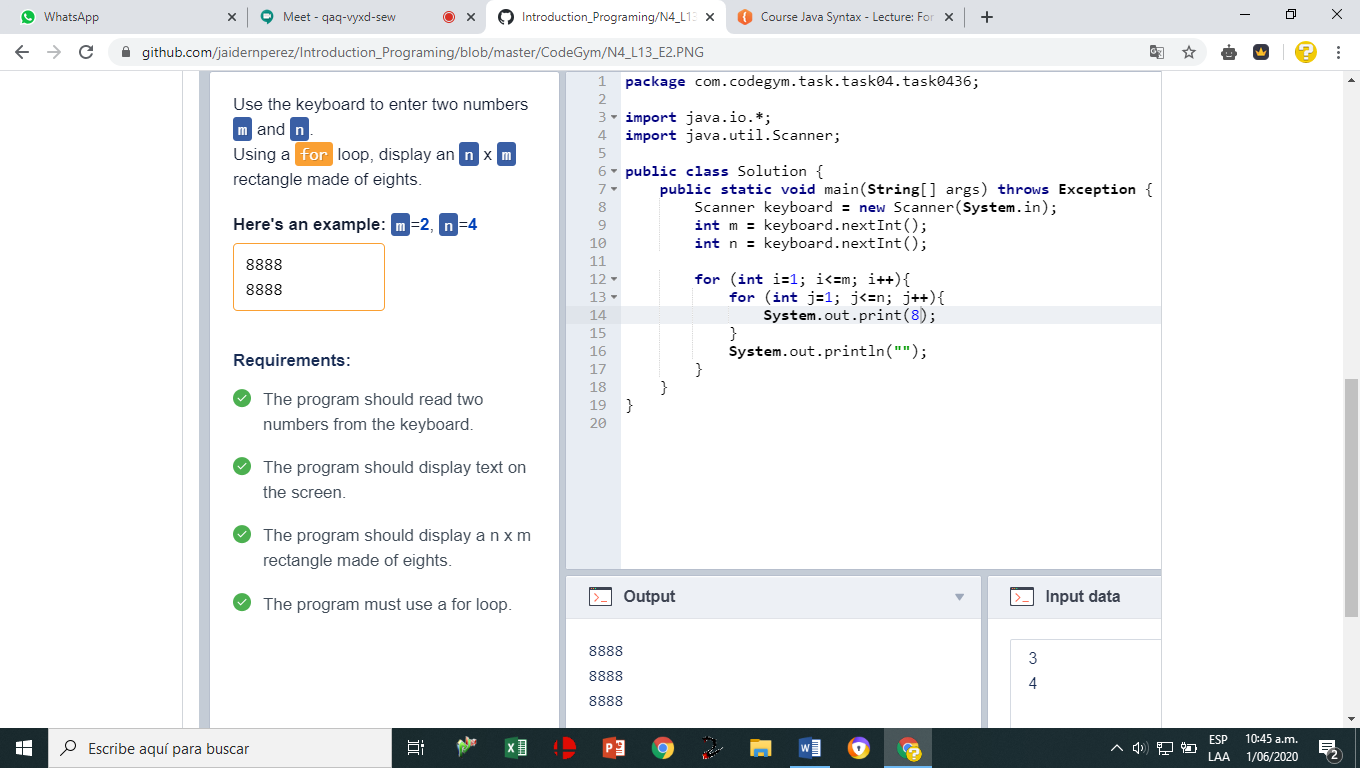 WhatsApp
Meet - qaq-vyxd-sew
Introduction_Programing/N4_L13
Course Java Syntax - Lecture: For
github.com/jaidernperez/Introduction_Programing/blob/master/CodeGym/N4_L13_E2.PNG
Use the keyboard to enter two numbers
m and n.
Using a for loop, display an n x m
rectangle made of eights.
Here's an example: m=2, n=4
8888
8888
Requirements:
The program should read two
numbers from the keyboard.
The program should display text on
the screen.
The program should display a n x m
rectangle made of eights.
The program must use a for loop.
1 package com.codegym.task.task04.task0436;
2
3 import java.io.*;
4 import java.util.Scanner;
5
6 public class Solution {
7     public static void main(String[] args) throws Exception {
8         Scanner keyboard = new Scanner(System.in);
9         int m = keyboard.nextInt();
10         int n = keyboard.nextInt();
11
12         for (int i=1; i<=m; i++){
13             for (int j=1; j<=n; j++){
14                 System.out.print(8);
15             }
16             System.out.println("");
17         }
18     }
19 }
20
>_ Output
8888
8888
8888
>_ Input data
3
4
Escribe aquí para buscar
ESP
LAA
10:45 a.m.
1/06/2020
2